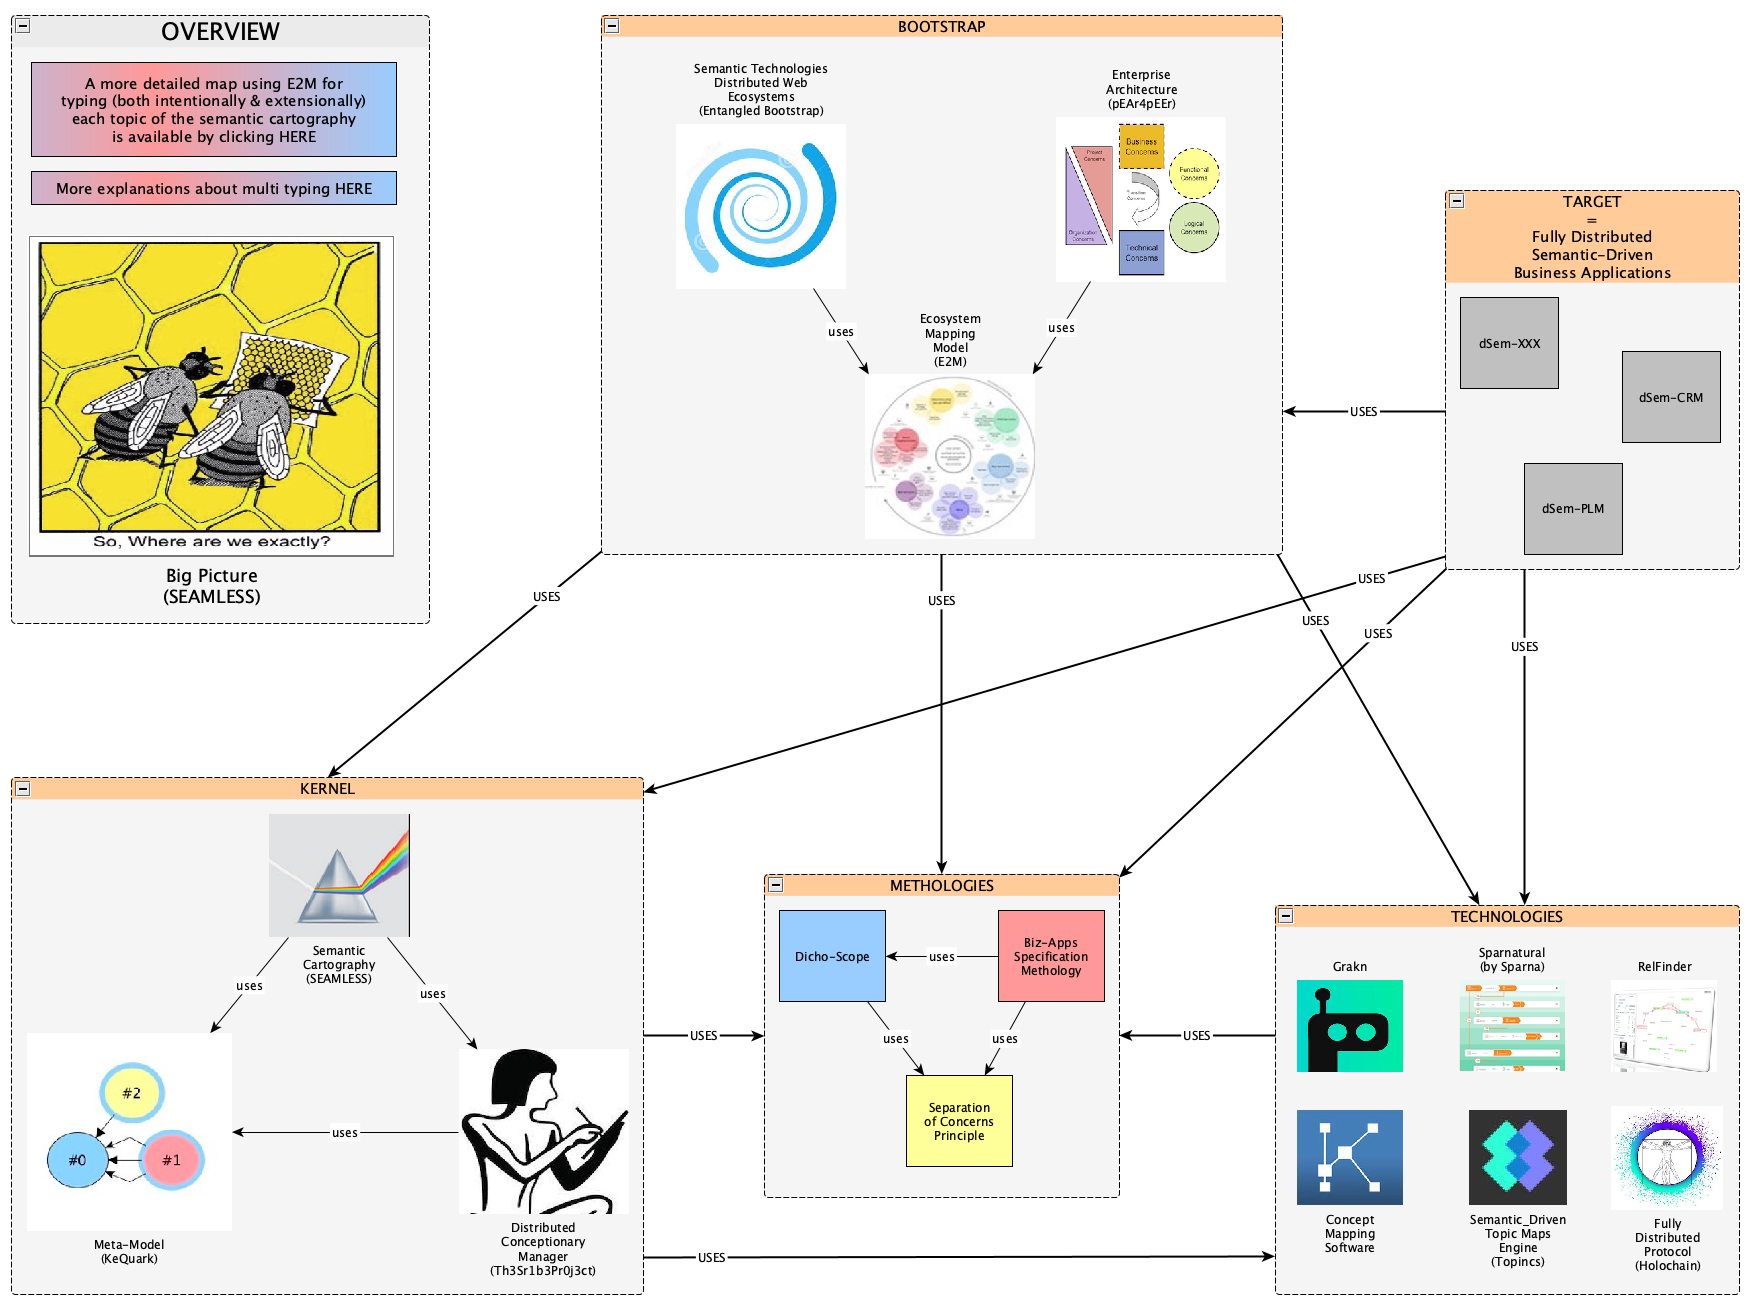 OVERVIEW
A more detailed map using E2M for
typing (both intentionally & extensionally)
each topic of the semantic cartography
is available by clicking HERE
More explanations about multi typing HERE
So, Where are we exactly?
Big Picture
(SEAMLESS)
BOOTSTRAP
Semantic Technologies
Distributed Web
Ecosystems
(Entangled Bootstrap)
Enterprise
Architecture
(pEAr4pEEr)
Project
Concerns
Organization
Concerns
Business
Concerns
Transition
Concerns
Technical
Concerns
Functional
Concerns
Logical
Concerns
uses
uses
Ecosystem
Mapping
Model
(E2M)
TARGET
=
Fully Distributed
Semantic-Driven
Business Applications
dSem-XXX
dSem-CRM
dSem-PLM
USES
USES
USES
USES
USES
USES
USES
KERNEL
Semantic
Cartography
(SEAMLESS)
uses
uses
#2
#0
#1
uses
Meta-Model
(KeQuark)
Distributed
Conceptionary
Manager
(Th3Sr1b3Pr0j3ct)
USES
USES
METHOLOGIES
Dicho-Scope
uses
Biz-Apps
Specification
Methology
uses
uses
Separation
of Concerns
Principle
USES
TECHNOLOGIES
Grakn
Sparnatural
(by Sparna)
RelFinder
Concept
Mapping
Software
Semantic_Driven
Topic Maps
Engine
(Topincs)
Fully
Distributed
Protocol
(Holochain)